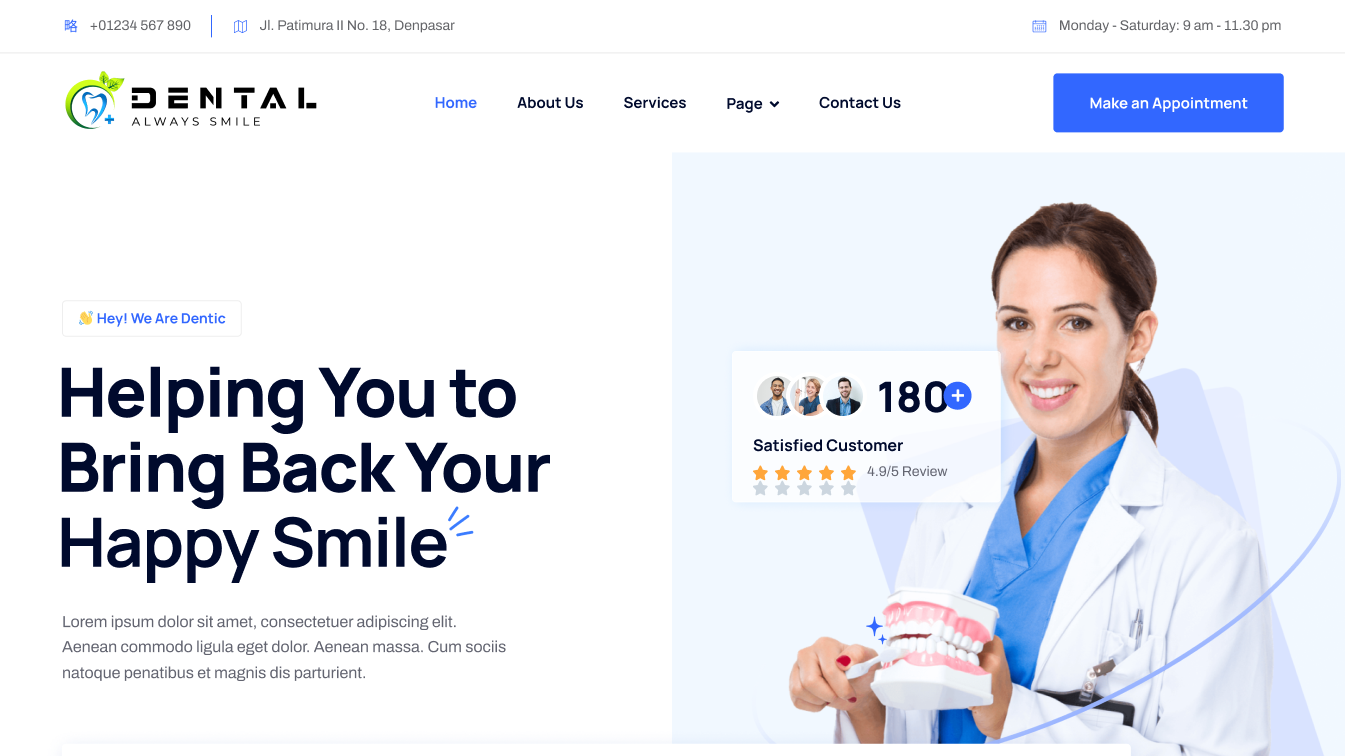 略 +01234 567 890
Jl. Patimura II No. 18, Denpasar
Monday - Saturday: 9 am - 11.30 pm
DENTAL
ALWAYS SMILE
Home
About Us
Services
Page
Contact Us
Make an Appointment
👋 Hey! We Are Dentic
Helping You to
Bring Back Your
Happy Smile
180+
Satisfied Customer
4.9/5 Review
Lorem ipsum dolor sit amet, consectetuer adipiscing elit.
Aenean commodo ligula eget dolor. Aenean massa. Cum sociis
natoque penatibus et magnis dis parturient.